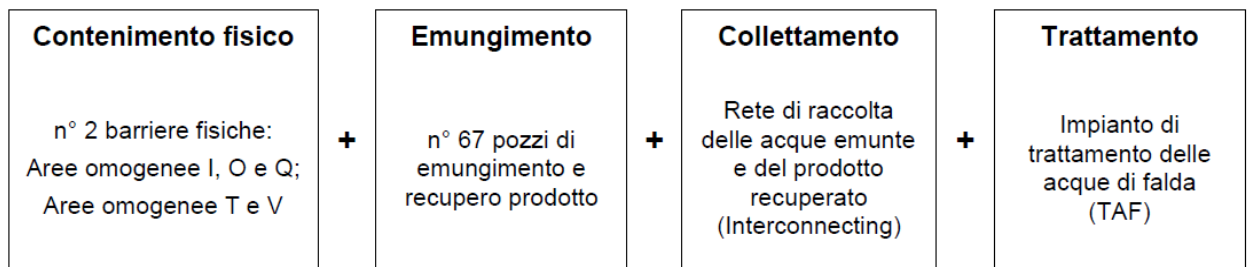 Contenimento fisico
n° 2 barriere fisiche:
Aree omogenee I, O e Q;
Aree omogenee T e V
+
Emungimento
n° 67 pozzi di
emungimento e
recupero prodotto
+
Collettamento
Rete di raccolta
delle acque emunte
e del prodotto
recuperato
(Interconnecting)
+
Trattamento
Impianto di
trattamento delle
acque di falda
(TAF)